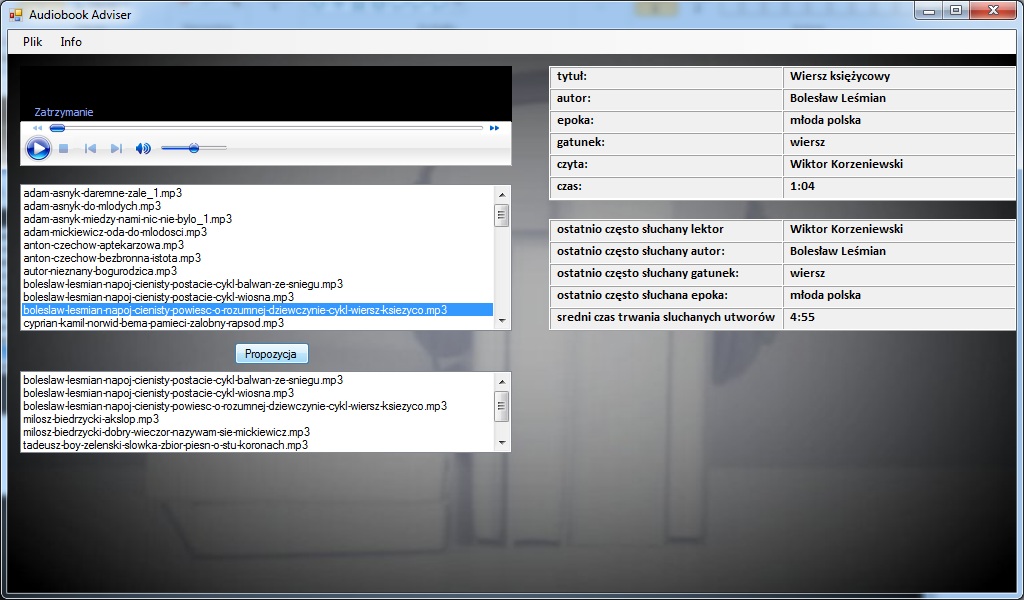 Audiobook Adviser
Plik Info
Zatrzymanie
adam-asnyk-daremne-zale_1.mp3
adam-asnyk-do-mlodych.mp3
adam-asnyk-miedzy-nami-nic-nie-bylo_1.mp3
adam-mickiewicz-oda-do-mlodosci.mp3
anton-czechow-aptekarzowa.mp3
anton-czechow-bezbronna-istota.mp3
autor-nieznany-bogurodzica.mp3
boleslaw-lesmian-napoj-cienisty-postacie-cykl-balwan-ze-sniegu.mp3
boleslaw-lesmian-napoj-cienisty-postacie-cykl-wiosna.mp3
boleslaw-lesmian-napoj-cienisty-powiesc-o-rozumnej-dziewczynie-cykl-wiersz-ksiezyco.mp3
cyprian-kamil-norwid-bema-pamieci-zalobny-rapsod.mp3
Propozycja
boleslaw-lesmian-napoj-cienisty-postacie-cykl-balwan-ze-sniegu.mp3
boleslaw-lesmian-napoj-cienisty-postacie-cykl-wiosna.mp3
boleslaw-lesmian-napoj-cienisty-powiesc-o-rozumnej-dziewczynie-cykl-wiersz-ksiezyco.mp3
milosz-biedrzycki-akslop.mp3
milosz-biedrzycki-dobry-wieczor-nazywam-sie-mickiewicz.mp3
tadeusz-boy-zelenski-slowka-zbior-piesn-o-stu-koronach.mp3
tytuł: Wiersz księżycowy
autor: Bolesław Leśmian
epoka: młoda polska
gatunek: wiersz
czyta: Wiktor Korzeniewski
czas: 1:04
ostatnio często słuchany lektor Wiktor Korzeniewski
ostatnio często słuchany autor: Bolesław Leśmian
ostatnio często słuchany gatunek: wiersz
ostatnio często słuchana epoka: młoda polska
sredni czas trwania sluchanych utworów 4:55